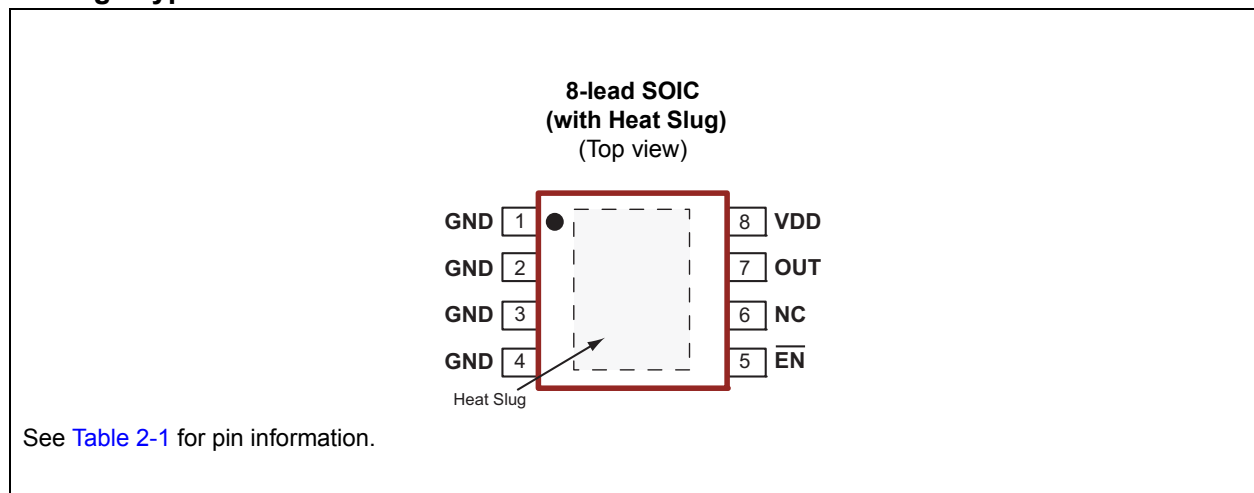 8-lead SOIC
(with Heat Slug)
(Top view)
GND 1
8 VDD
GND 2
7 OUT
GND 3
6 NC
GND 4
5 E̅N̅
Heat Slug
See Table 2-1 for pin information.